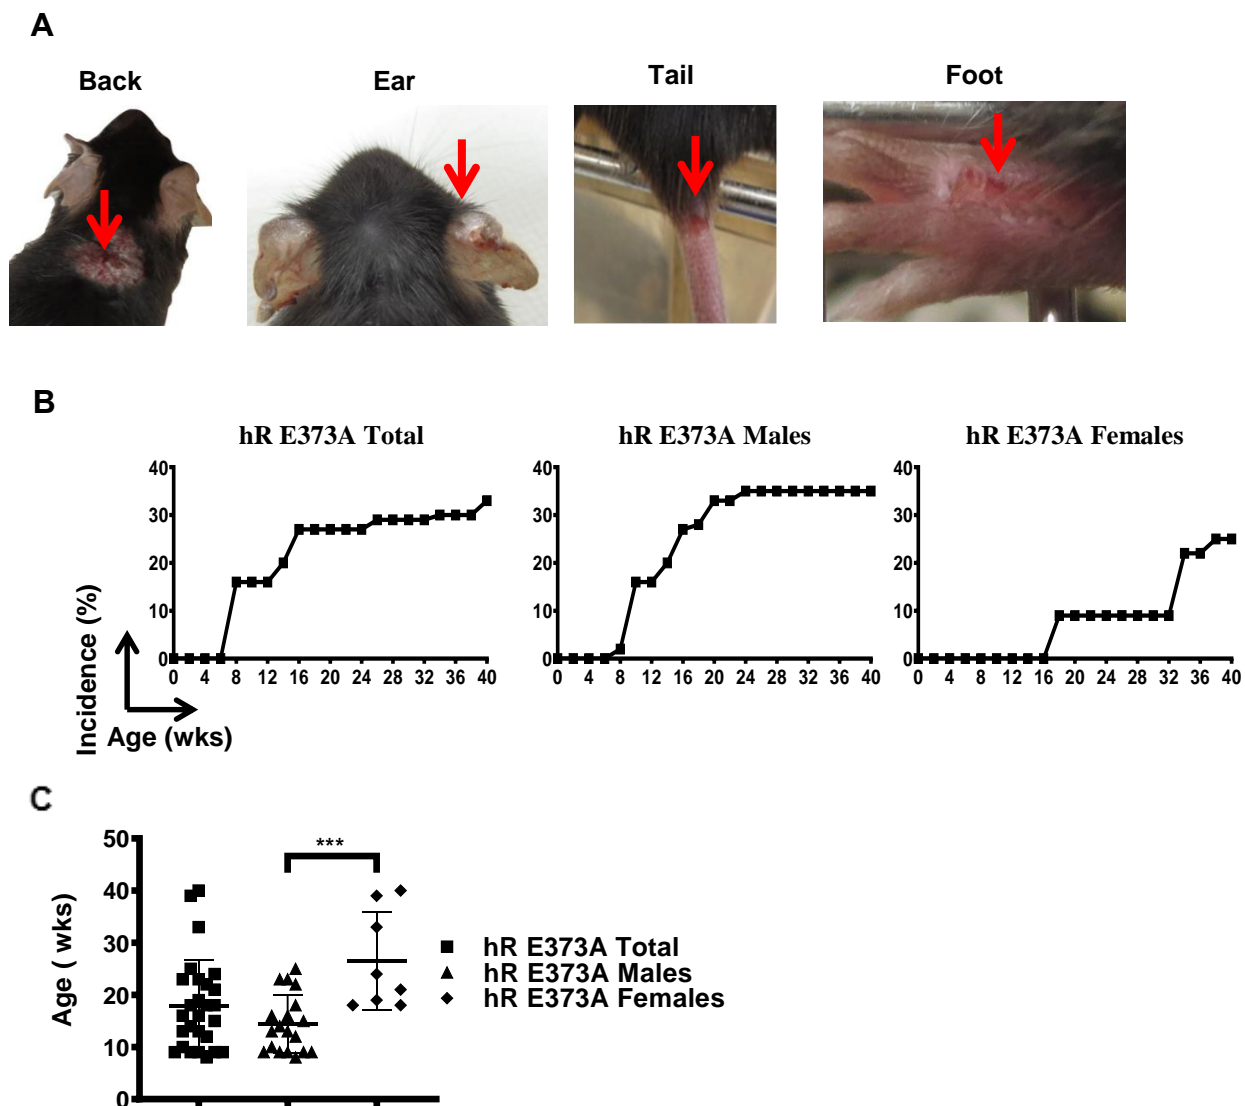 A
Back Ear Tail Foot
B
hR E373A Total hR E373A Males hR E373A Females
40 40 40
30 30 30
20 20 20
10 10 10
0 0 0
0 4 8 12 16 20 24 28 32 36 40 0 4 8 12 16 20 24 28 32 36 40 0 4 8 12 16 20 24 28 32 36 40
Incidence (%)
Age (wks)
C
50
***
40
30
20
10
0
Age ( wks)
hR E373A Total
hR E373A Males
hR E373A Females